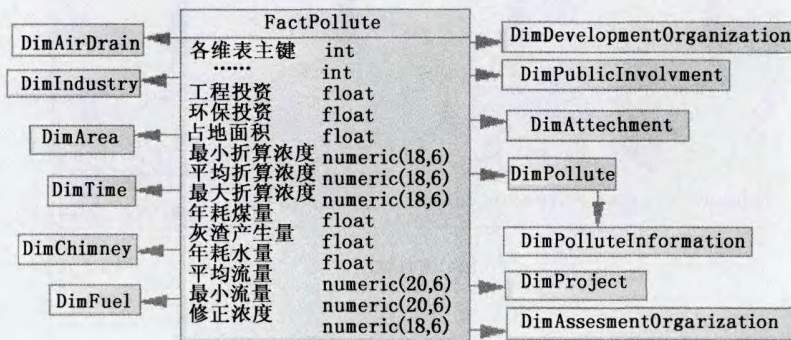 DimAirDrain
DimIndustry
DimArea
DimTime
DimChimney
DimFuel
FactPollute
各维表主键 int
…… int
工程投资 float
环保投资 float
占地面积 float
最小折算浓度 numeric(18,6)
平均折算浓度 numeric(18,6)
最大折算浓度 numeric(18,6)
年耗煤量 float
灰渣产生量 float
年耗水量 float
平均流量 numeric(20,6)
最小流量 numeric(20,6)
修正浓度 numeric(18,6)
DimDevelopmentOrganization
DimPublicInvolvment
DimAttechment
DimPollute
DimPolluteInformation
DimProject
DimAssesmentOrgarization